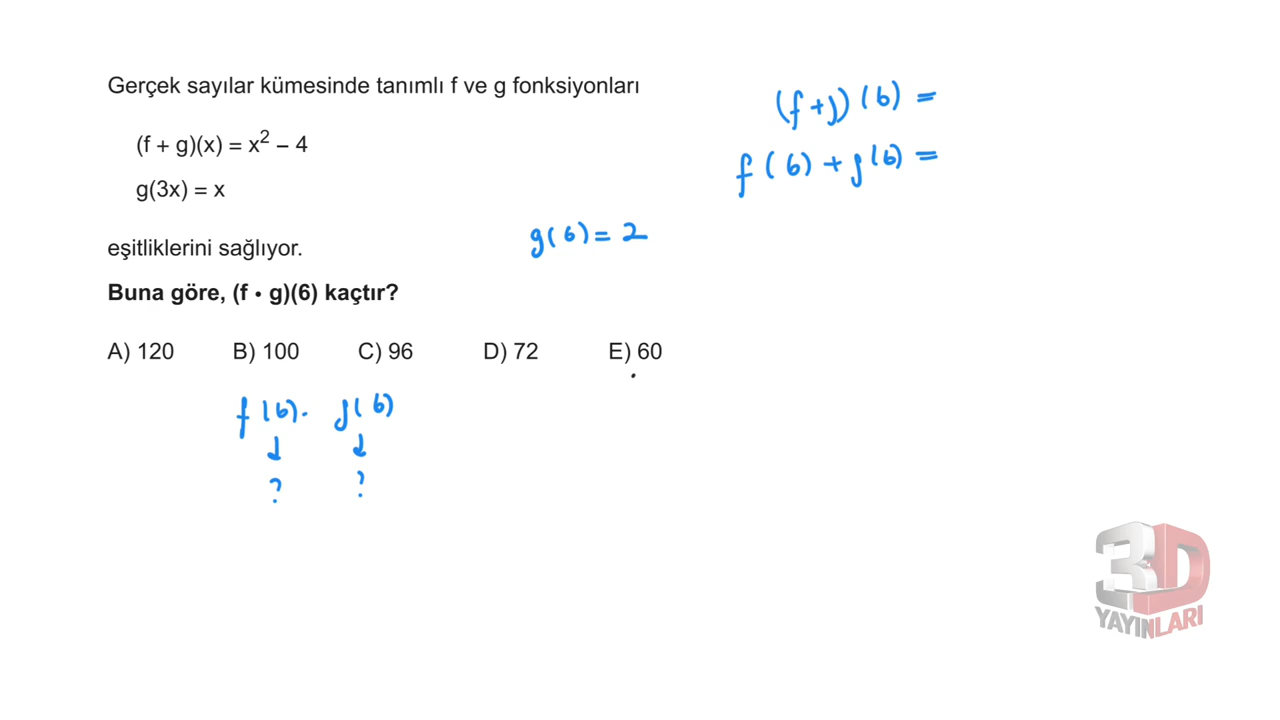 Gerçek sayılar kümesinde tanımlı f ve g fonksiyonları
(f + g)(x) = x² – 4
g(3x) = x
eşitliklerini sağlıyor.
Buna göre, (f • g)(6) kaçtır?
A) 120 B) 100 C) 96 D) 72 E) 60
(f + g)(6) =
f(6) + g(6) =
g(6) = 2
f(6) . g(6)
↓ ↓
? ?
3D
YAYINLARI